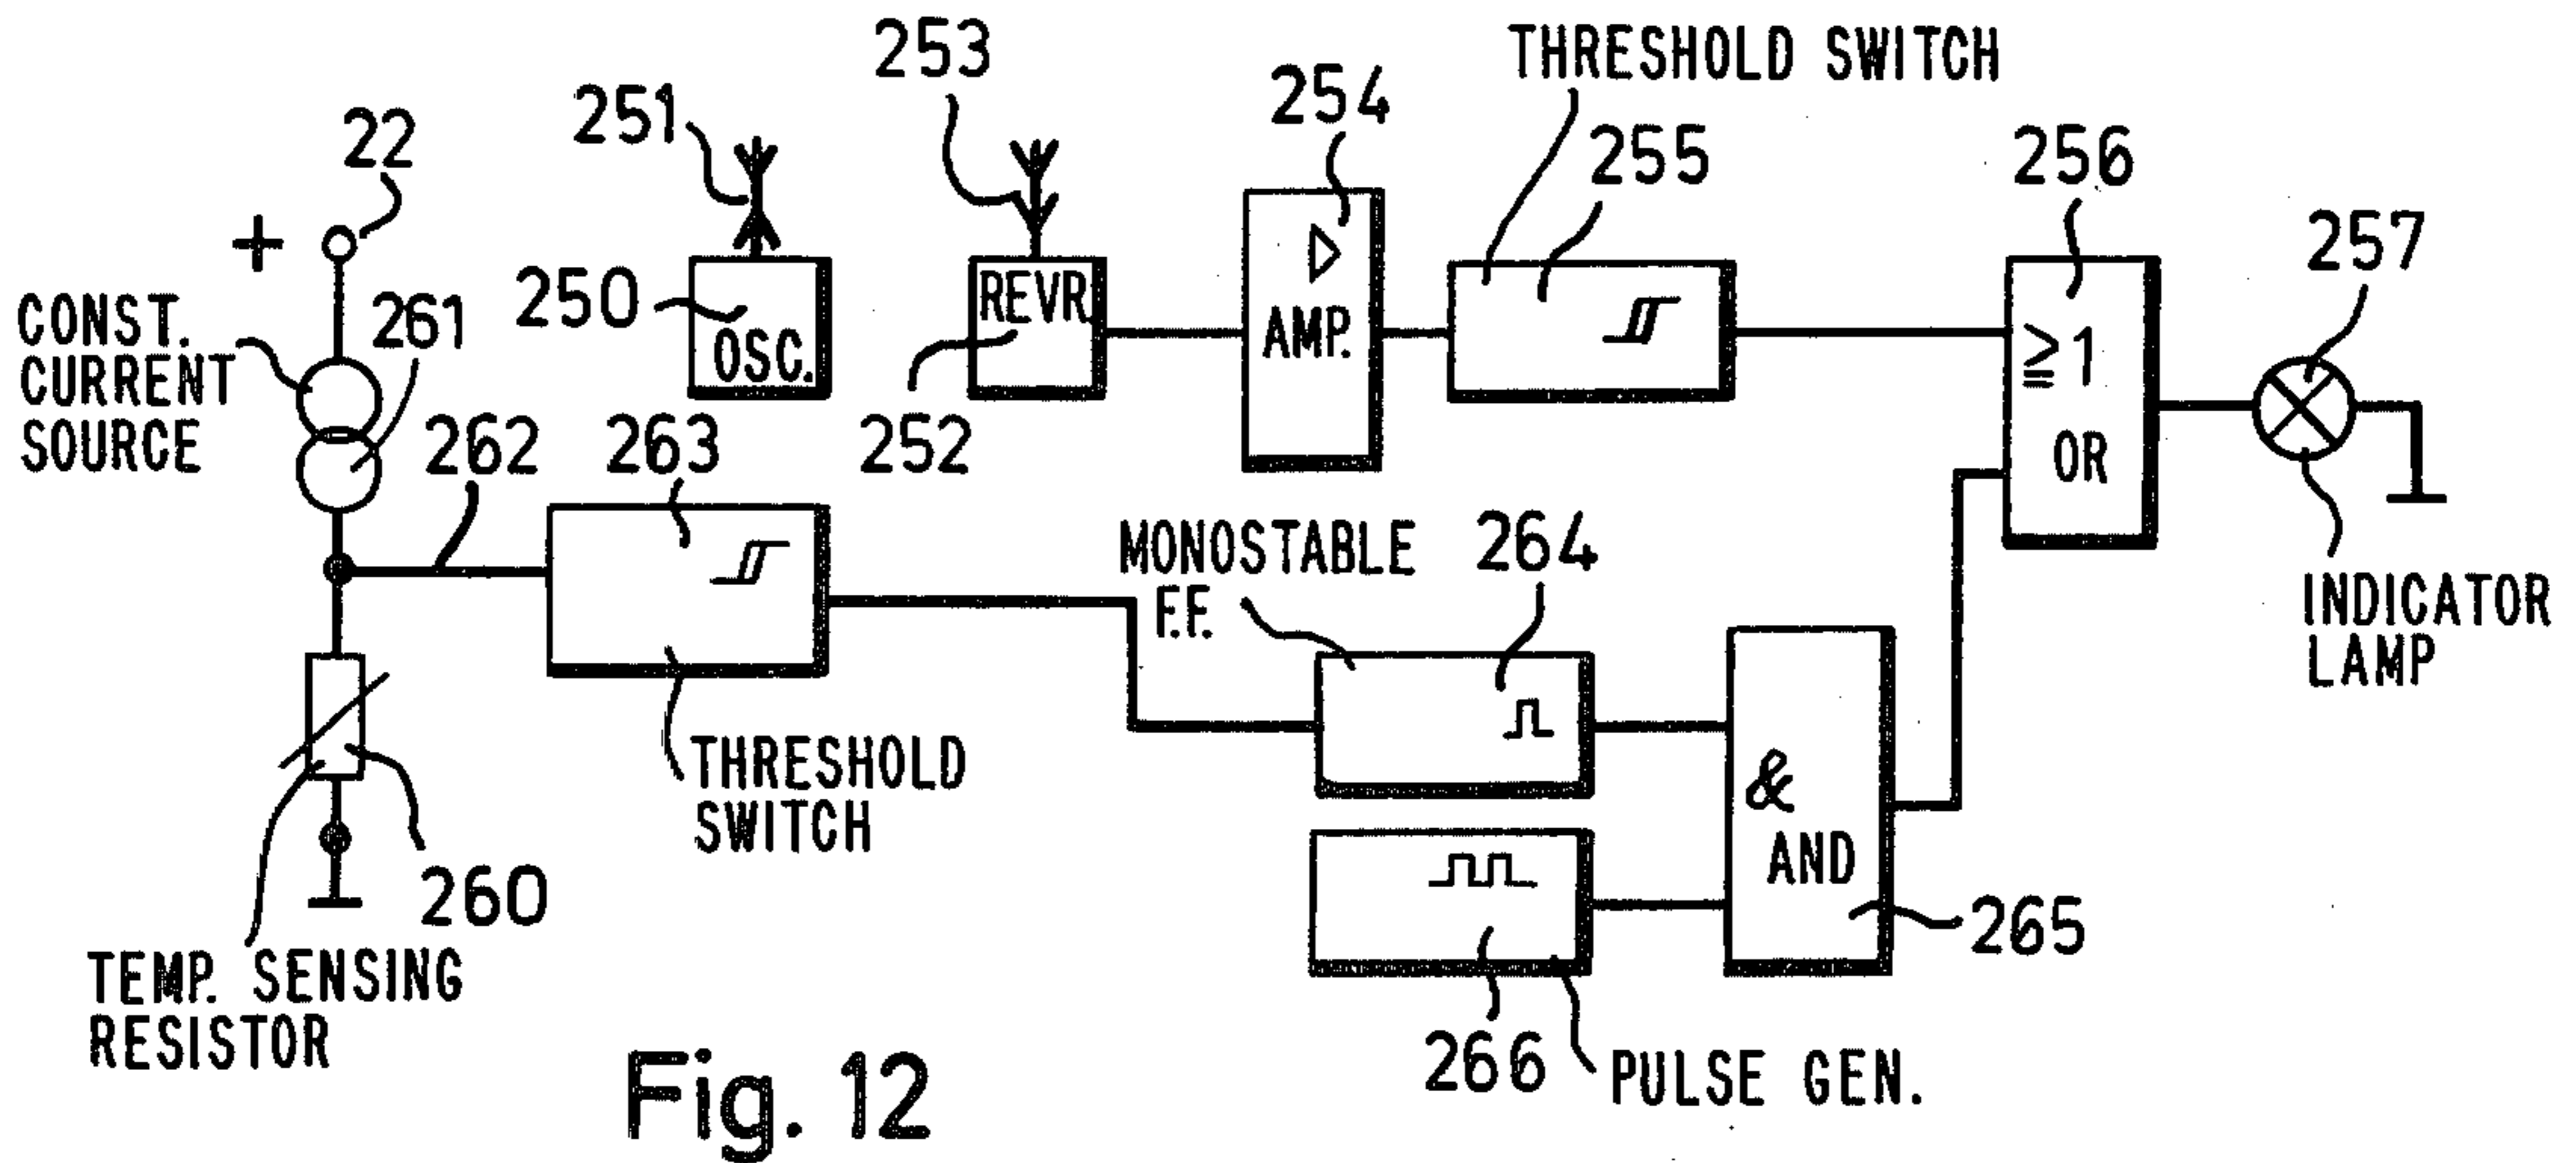 THRESHOLD SWITCH
253
254
251
22
255
256
257
+
CONST.
CURRENT
SOURCE
261
250
OSC.
REVR.
252
AMP.
≧1
OR
262
263
MONOSTABLE
F.F.
264
INDICATOR
LAMP
THRESHOLD
SWITCH
&
AND
260
265
TEMP. SENSING
RESISTOR
266
PULSE GEN.
Fig. 12